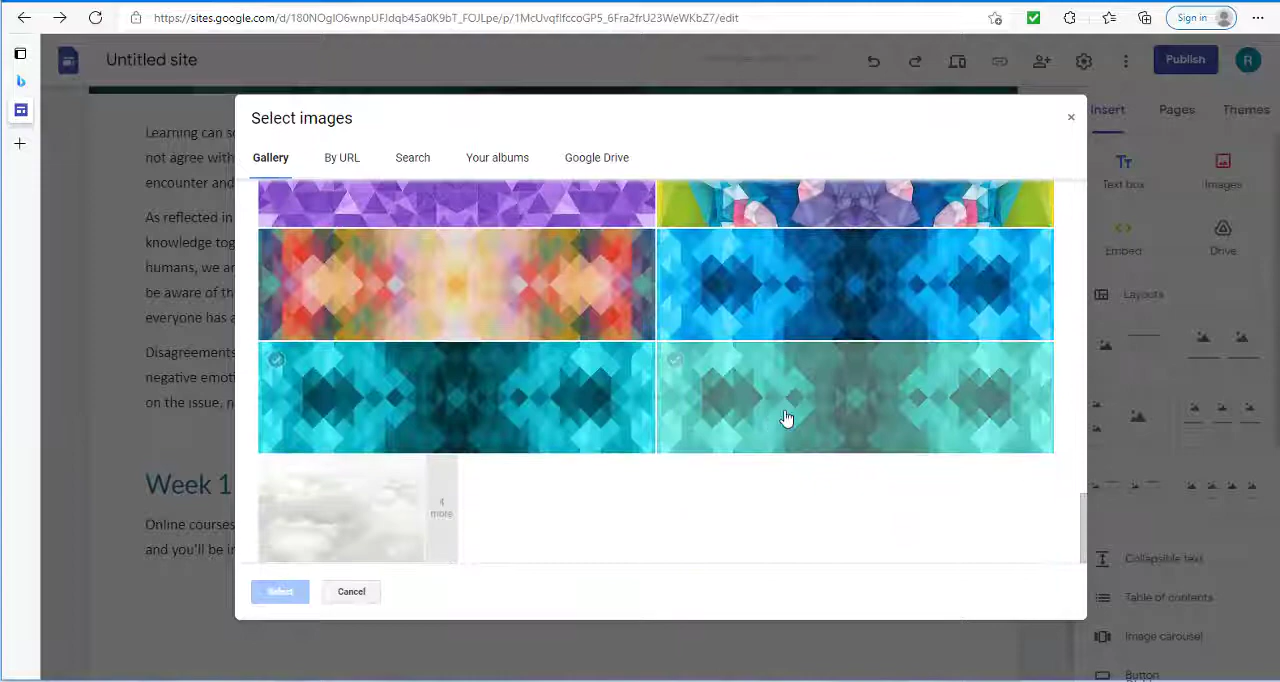 https://sites.google.com/d/180NOgIO6wnpUFJdqb45a0K9bT_FOJLpe/p/1McUvqflfccoGP5_6Fra2frU23WeWKbZ7/edit
Sign in
Untitled site
Publish
R
Insert
Pages
Themes
Learning can s
not agree with
encounter and
As reflected in
knowledge tog
humans, we ar
be aware of th
everyone has a
Disagreements
negative emoti
on the issue, n
Week 1
Online courses
and you'll be in
Select images
Gallery
By URL
Search
Your albums
Google Drive
4
more
Select
Cancel
Tt
Text box
Images
Embed
Drive
Layouts
Collapsible text
Table of contents
Image carousel
Button